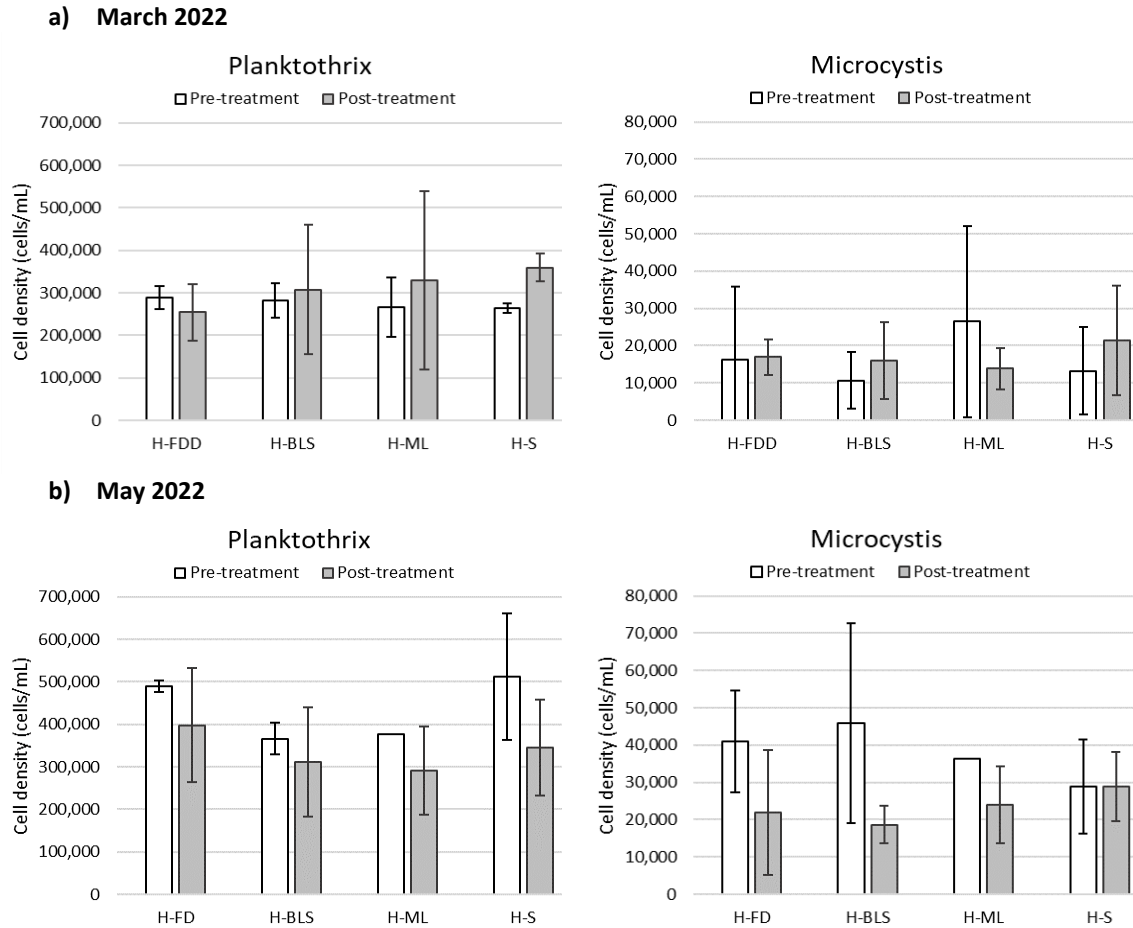 a) March 2022
Planktothrix
Pre-treatment Post-treatment
Cell density (cells/mL)
700,000
600,000
500,000
400,000
300,000
200,000
100,000
0
H-FDD H-BLS H-ML H-S
Microcystis
Pre-treatment Post-treatment
Cell density (cells/mL)
80,000
70,000
60,000
50,000
40,000
30,000
20,000
10,000
0
H-FDD H-BLS H-ML H-S
b) May 2022
Planktothrix
Pre-treatment Post-treatment
Cell density (cells/mL)
700,000
600,000
500,000
400,000
300,000
200,000
100,000
0
H-FD H-BLS H-ML H-S
Microcystis
Pre-treatment Post-treatment
Cell density (cells/mL)
80,000
70,000
60,000
50,000
40,000
30,000
20,000
10,000
0
H-FD H-BLS H-ML H-S